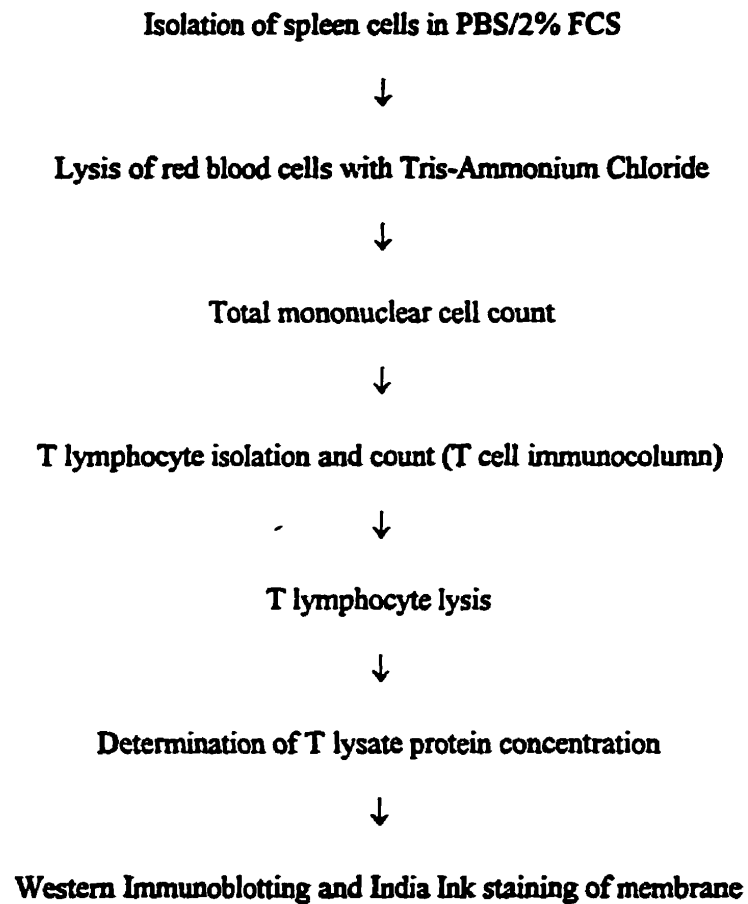 Isolation of spleen cells in PBS/2% FCS
↓
Lysis of red blood cells with Tris-Ammonium Chloride
↓
Total mononuclear cell count
↓
T lymphocyte isolation and count (T cell immunocolumn)
↓
T lymphocyte lysis
↓
Determination of T lysate protein concentration
↓
Western Immunoblotting and India Ink staining of membrane